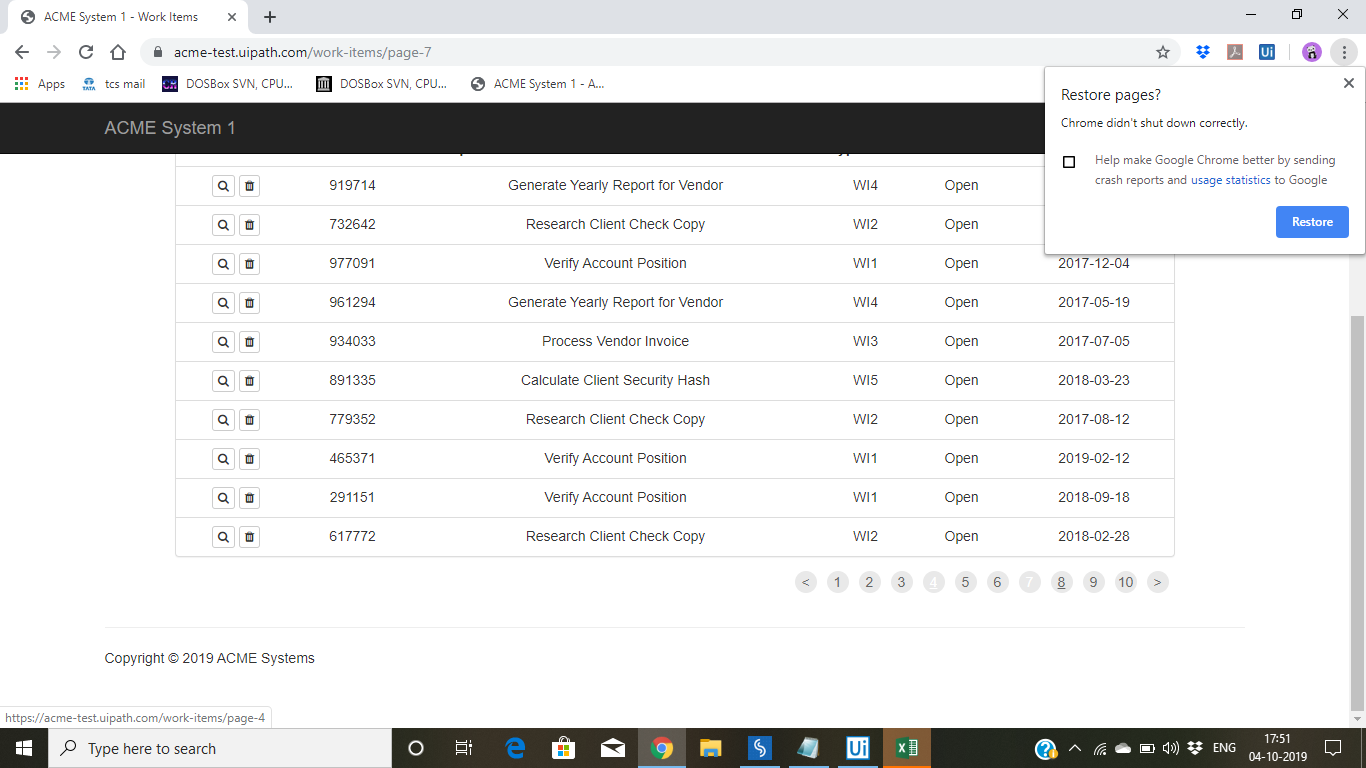 ACME System 1 - Work Items
acme-test.uipath.com/work-items/page-7
Apps tcs mail DOSBox SVN, CPU... DOSBox SVN, CPU... ACME System 1 - A...
Restore pages?
Chrome didn't shut down correctly.
Help make Google Chrome better by sending
crash reports and usage statistics to Google
Restore
ACME System 1
919714 Generate Yearly Report for Vendor WI4 Open
732642 Research Client Check Copy WI2 Open
977091 Verify Account Position WI1 Open 2017-12-04
961294 Generate Yearly Report for Vendor WI4 Open 2017-05-19
934033 Process Vendor Invoice WI3 Open 2017-07-05
891335 Calculate Client Security Hash WI5 Open 2018-03-23
779352 Research Client Check Copy WI2 Open 2017-08-12
465371 Verify Account Position WI1 Open 2019-02-12
291151 Verify Account Position WI1 Open 2018-09-18
617772 Research Client Check Copy WI2 Open 2018-02-28
< 1 2 3 4 5 6 7 8 9 10 >
Copyright © 2019 ACME Systems
https://acme-test.uipath.com/work-items/page-4
Type here to search
ENG
17:51
04-10-2019